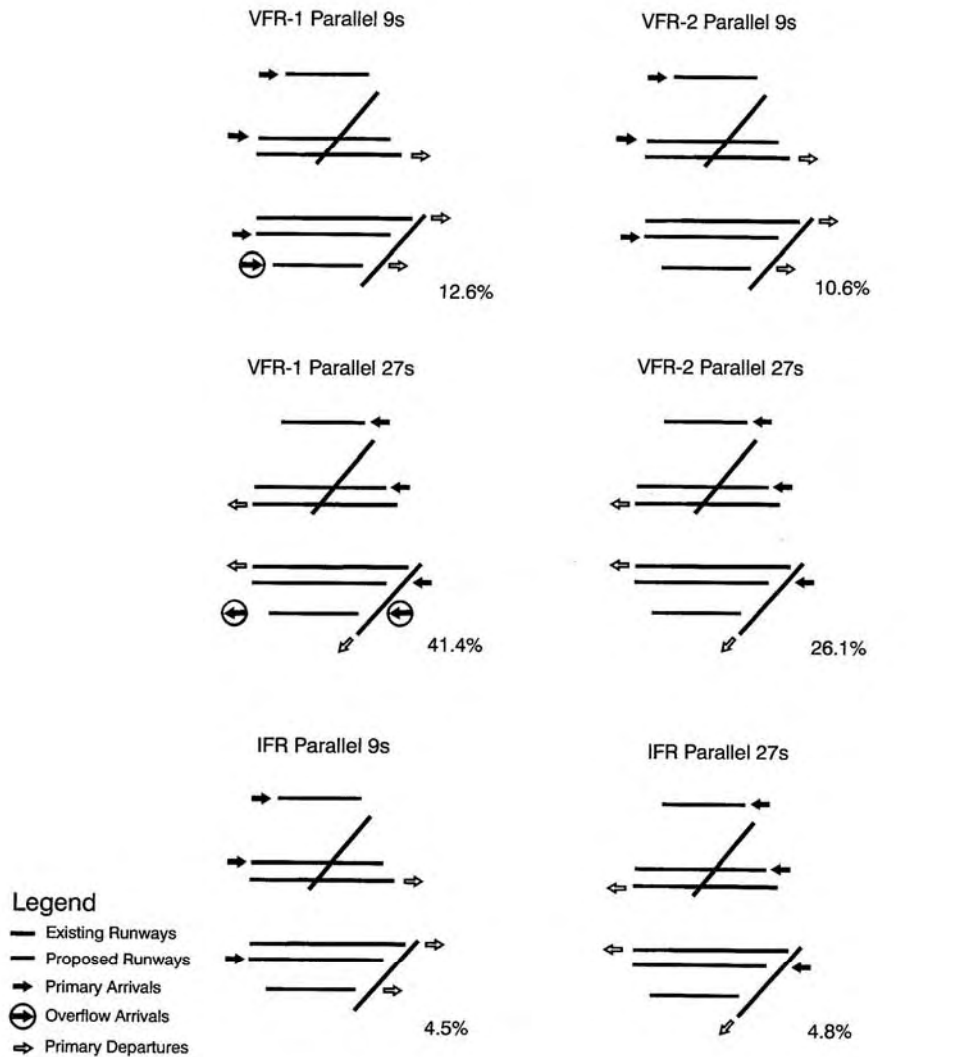 VFR-1 Parallel 9s
VFR-2 Parallel 9s
12.6%
10.6%
VFR-1 Parallel 27s
VFR-2 Parallel 27s
41.4%
26.1%
IFR Parallel 9s
IFR Parallel 27s
4.5%
4.8%
Legend
Existing Runways
Proposed Runways
Primary Arrivals
Overflow Arrivals
Primary Departures